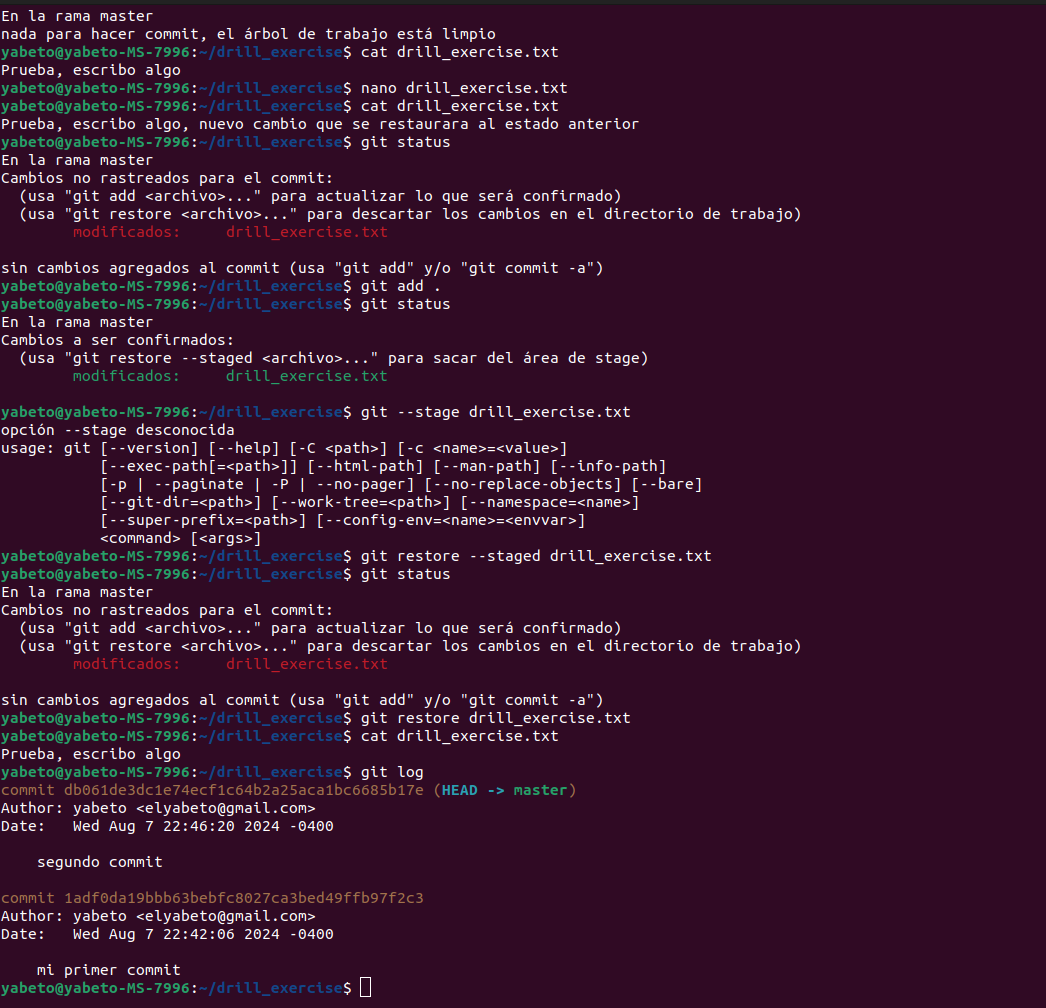 En la rama master
nada para hacer commit, el árbol de trabajo está limpio
yabeto@yabeto-MS-7996:~/drill_exercise$ cat drill_exercise.txt
Prueba, escribo algo
yabeto@yabeto-MS-7996:~/drill_exercise$ nano drill_exercise.txt
yabeto@yabeto-MS-7996:~/drill_exercise$ cat drill_exercise.txt
Prueba, escribo algo, nuevo cambio que se restaurara al estado anterior
yabeto@yabeto-MS-7996:~/drill_exercise$ git status
En la rama master
Cambios no rastreados para el commit:
  (usa "git add <archivo>..." para actualizar lo que será confirmado)
  (usa "git restore <archivo>..." para descartar los cambios en el directorio de trabajo)
        modificados:     drill_exercise.txt

sin cambios agregados al commit (usa "git add" y/o "git commit -a")
yabeto@yabeto-MS-7996:~/drill_exercise$ git add .
yabeto@yabeto-MS-7996:~/drill_exercise$ git status
En la rama master
Cambios a ser confirmados:
  (usa "git restore --staged <archivo>..." para sacar del área de stage)
        modificados:     drill_exercise.txt

yabeto@yabeto-MS-7996:~/drill_exercise$ git --stage drill_exercise.txt
opción --stage desconocida
usage: git [--version] [--help] [-C <path>] [-c <name>=<value>]
           [--exec-path[=<path>]] [--html-path] [--man-path] [--info-path]
           [-p | --paginate | -P | --no-pager] [--no-replace-objects] [--bare]
           [--git-dir=<path>] [--work-tree=<path>] [--namespace=<name>]
           [--super-prefix=<path>] [--config-env=<name>=<envvar>]
           <command> [<args>]
yabeto@yabeto-MS-7996:~/drill_exercise$ git restore --staged drill_exercise.txt
yabeto@yabeto-MS-7996:~/drill_exercise$ git status
En la rama master
Cambios no rastreados para el commit:
  (usa "git add <archivo>..." para actualizar lo que será confirmado)
  (usa "git restore <archivo>..." para descartar los cambios en el directorio de trabajo)
        modificados:     drill_exercise.txt

sin cambios agregados al commit (usa "git add" y/o "git commit -a")
yabeto@yabeto-MS-7996:~/drill_exercise$ git restore drill_exercise.txt
yabeto@yabeto-MS-7996:~/drill_exercise$ cat drill_exercise.txt
Prueba, escribo algo
yabeto@yabeto-MS-7996:~/drill_exercise$ git log
commit db061de3dc1e74ecf1c64b2a25aca1bc6685b17e (HEAD -> master)
Author: yabeto <elyabeto@gmail.com>
Date:   Wed Aug 7 22:46:20 2024 -0400

    segundo commit

commit 1adf0da19bbb63bebfc8027ca3bed49ffb97f2c3
Author: yabeto <elyabeto@gmail.com>
Date:   Wed Aug 7 22:42:06 2024 -0400

    mi primer commit
yabeto@yabeto-MS-7996:~/drill_exercise$